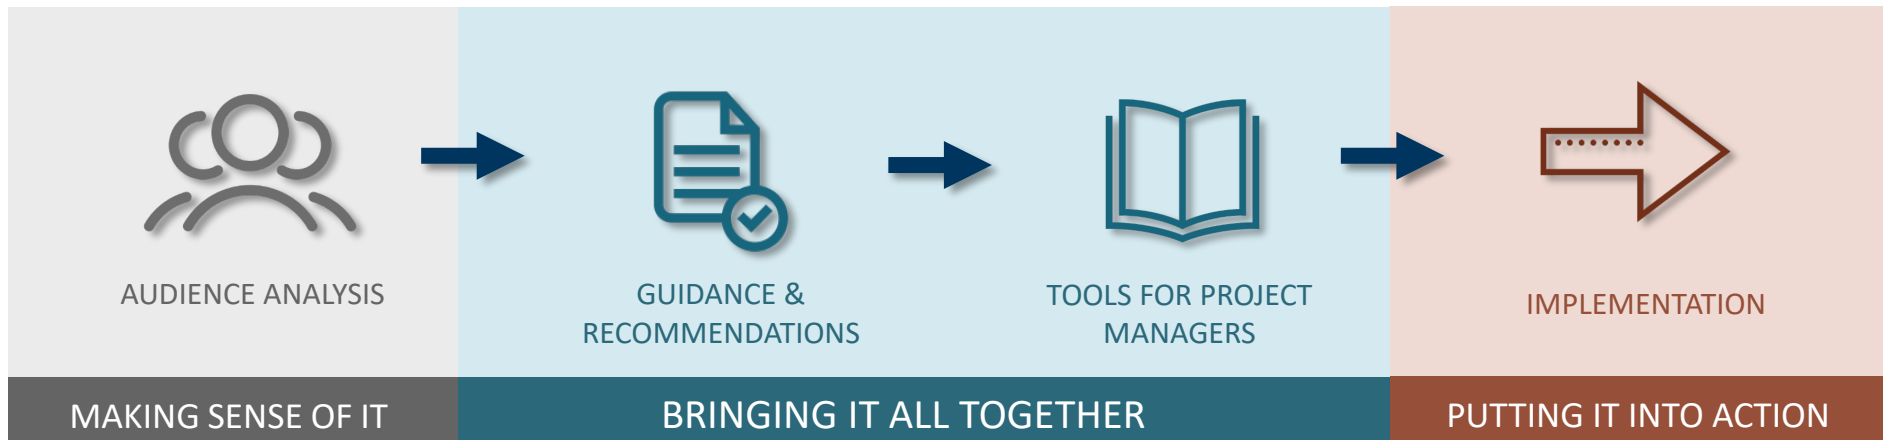 AUDIENCE ANALYSIS
GUIDANCE &
RECOMMENDATIONS
TOOLS FOR PROJECT
MANAGERS
IMPLEMENTATION
MAKING SENSE OF IT
BRINGING IT ALL TOGETHER
PUTTING IT INTO ACTION